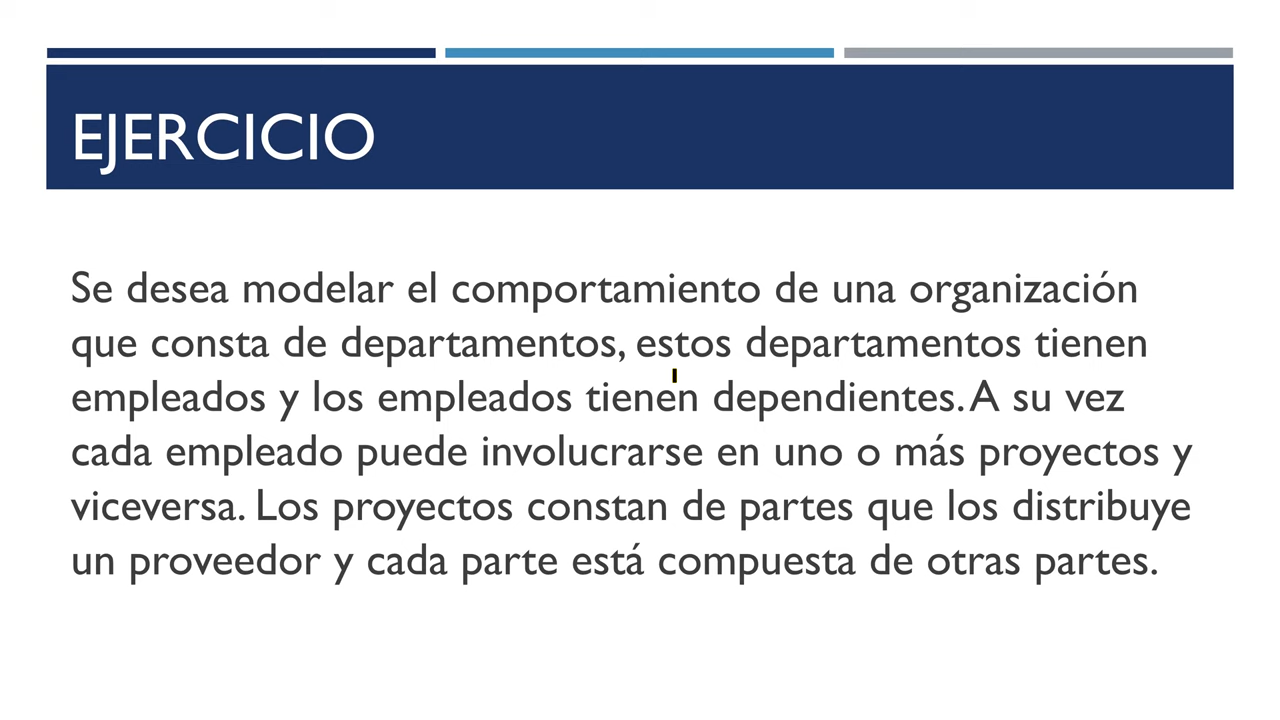 EJERCICIO
Se desea modelar el comportamiento de una organización
que consta de departamentos, estos departamentos tienen
empleados y los empleados tienen dependientes. A su vez
cada empleado puede involucrarse en uno o más proyectos y
viceversa. Los proyectos constan de partes que los distribuye
un proveedor y cada parte está compuesta de otras partes.